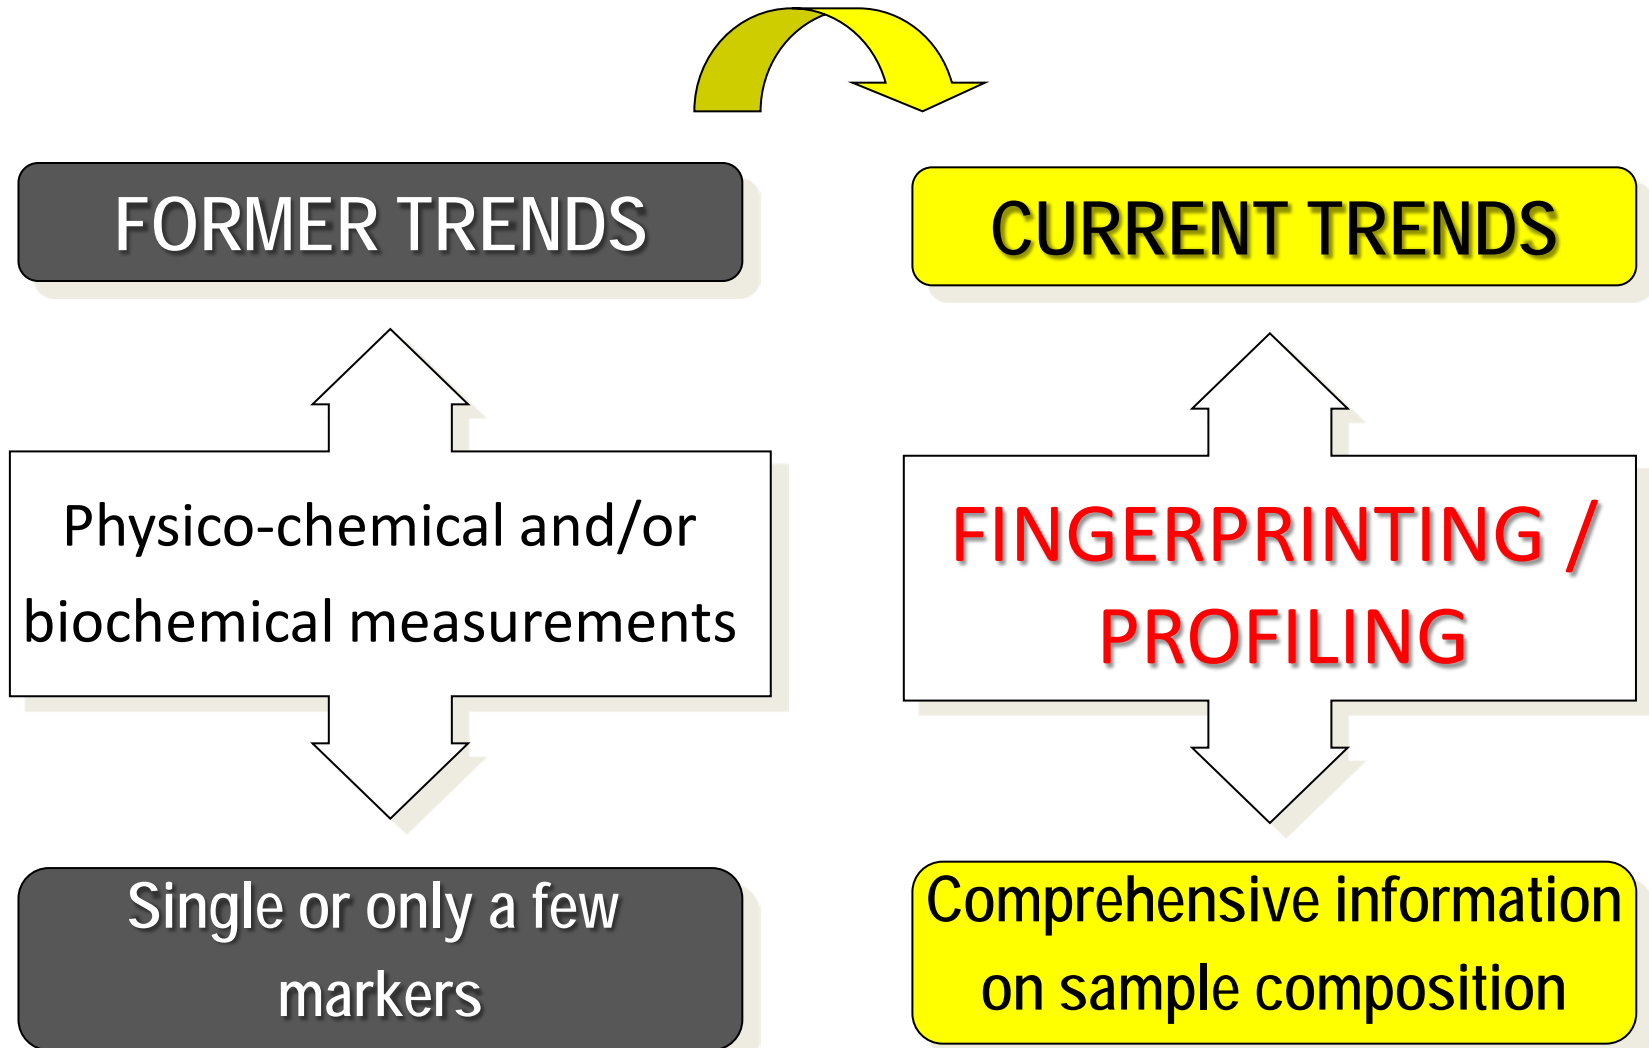 FORMER TRENDS
Physico-chemical and/or
biochemical measurements
Single or only a few
markers
CURRENT TRENDS
FINGERPRINTING /
PROFILING
Comprehensive information
on sample composition